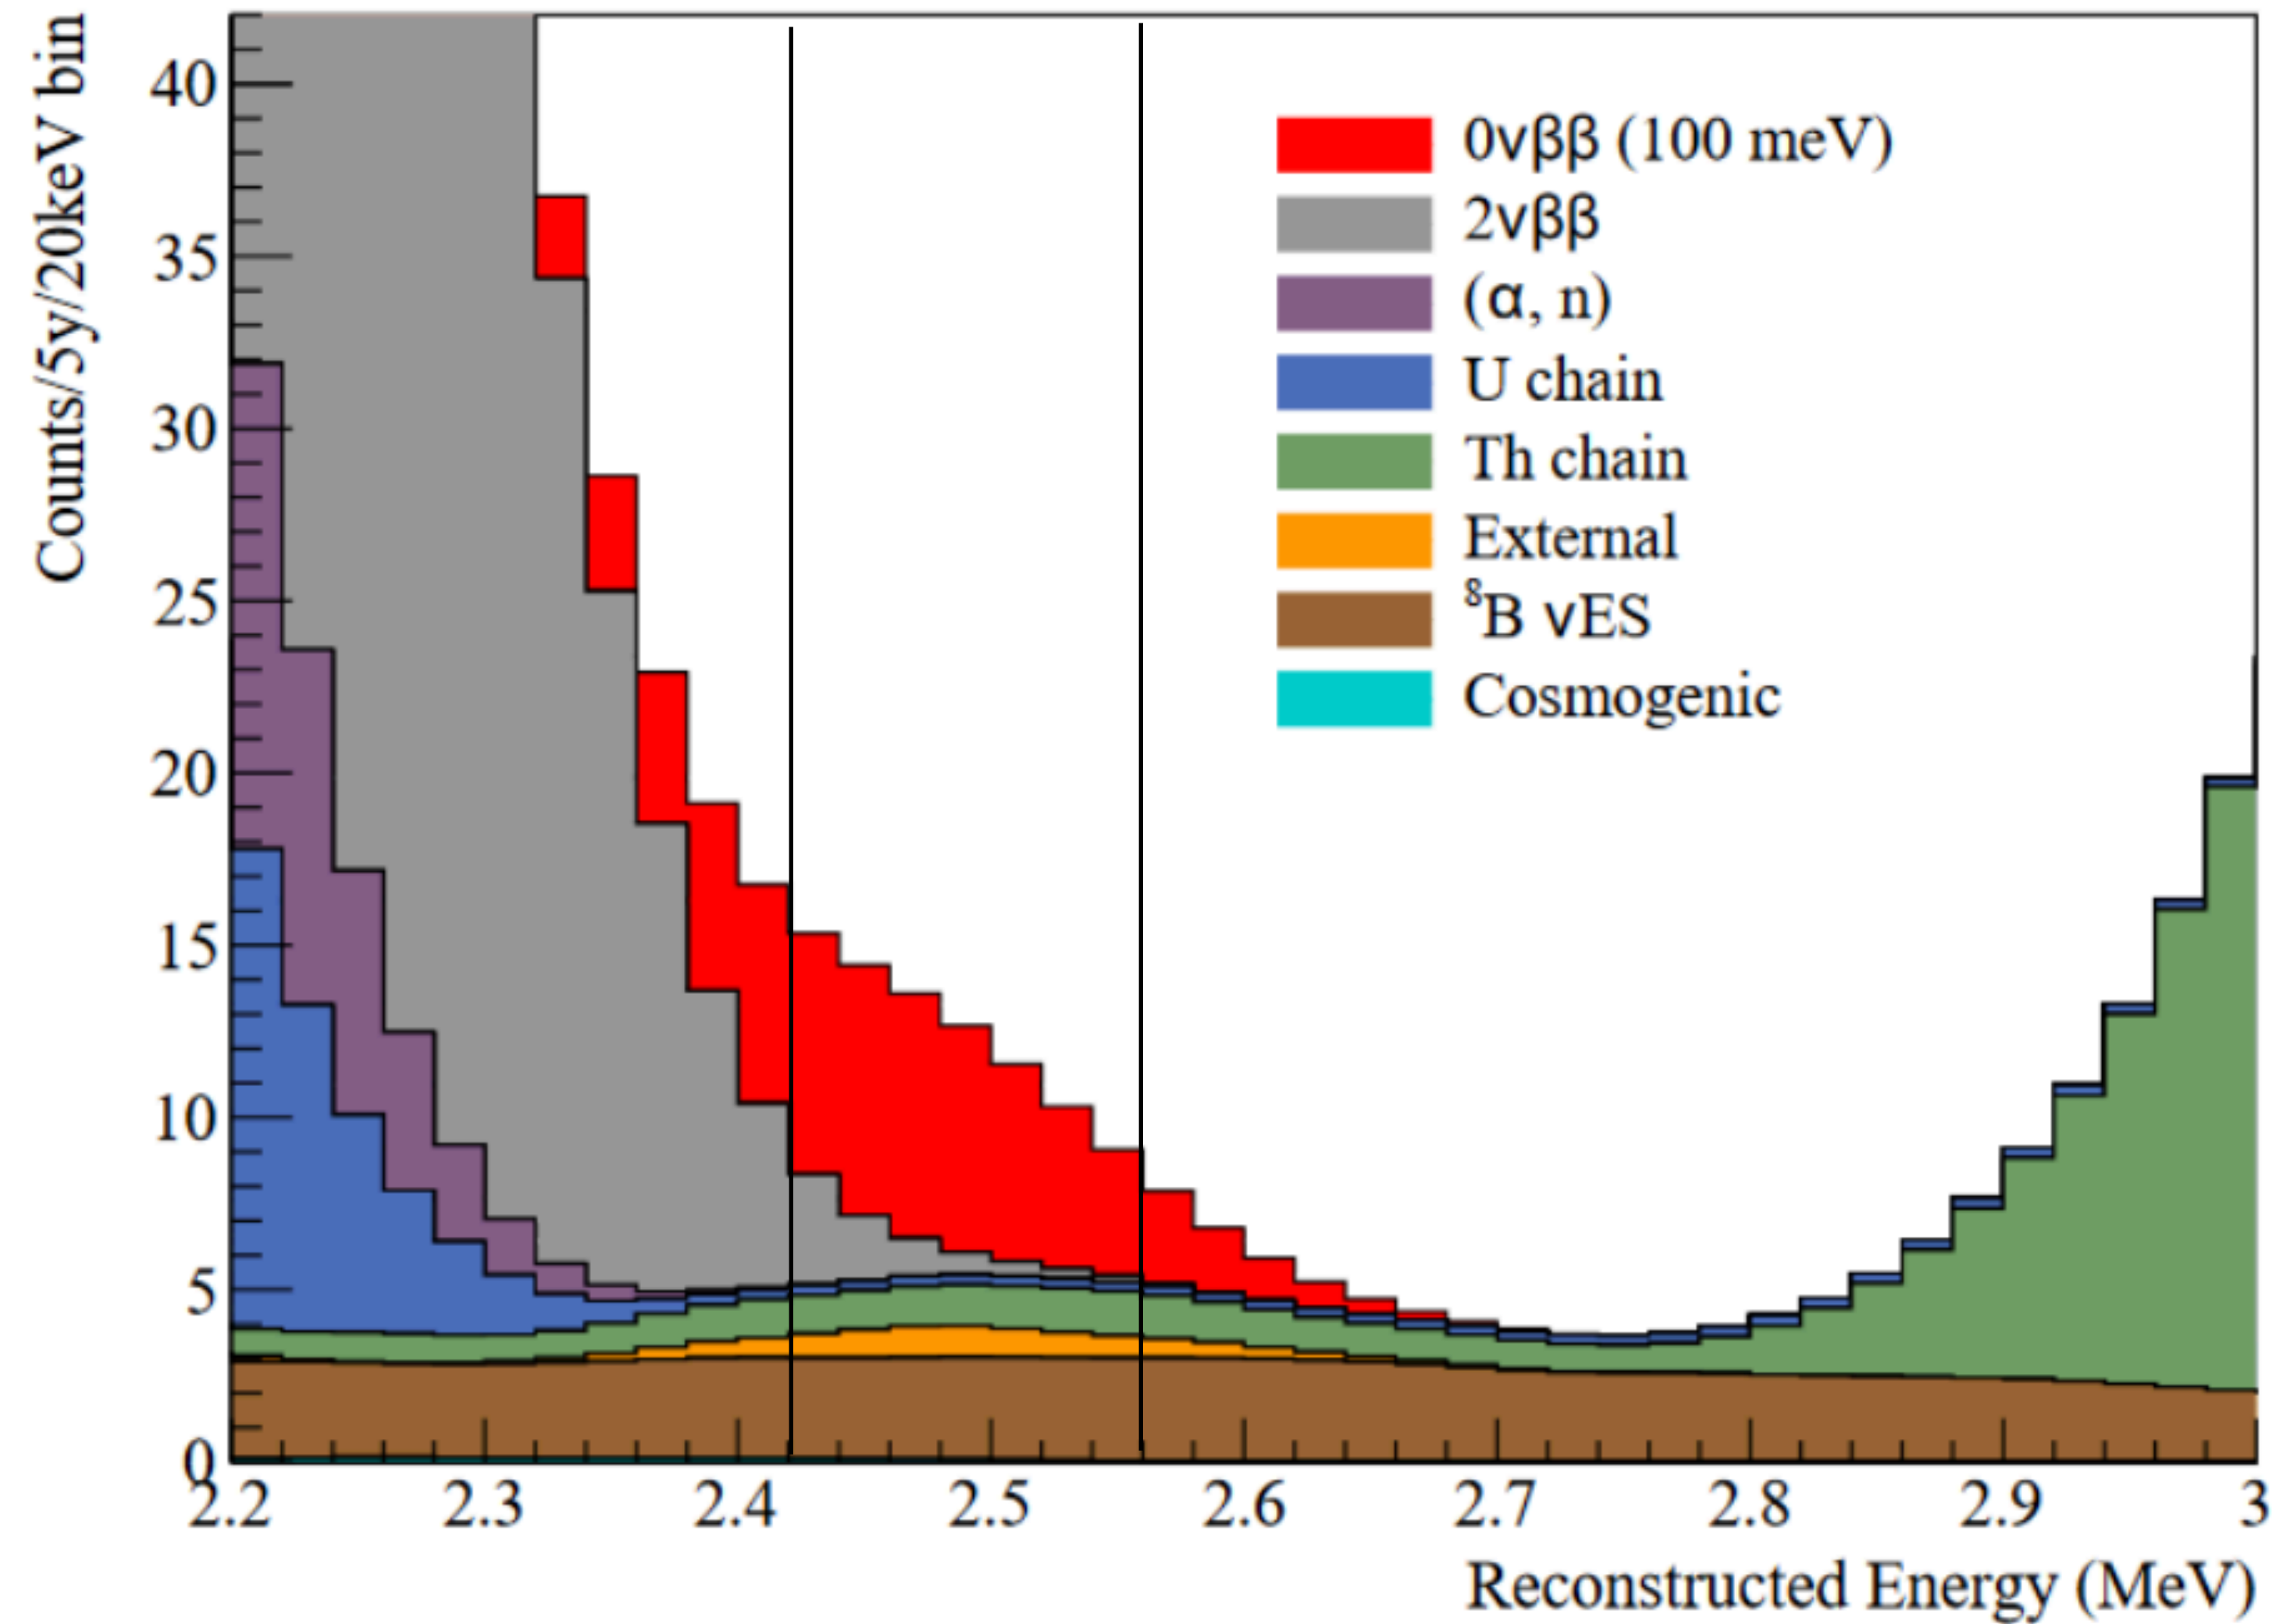 Counts/5y/20keV bin
40
35
30
25
20
15
10
5
0
0νββ (100 meV)
2νββ
(α, n)
U chain
Th chain
External
⁸B νES
Cosmogenic
2.2 2.3 2.4 2.5 2.6 2.7 2.8 2.9 3
Reconstructed Energy (MeV)